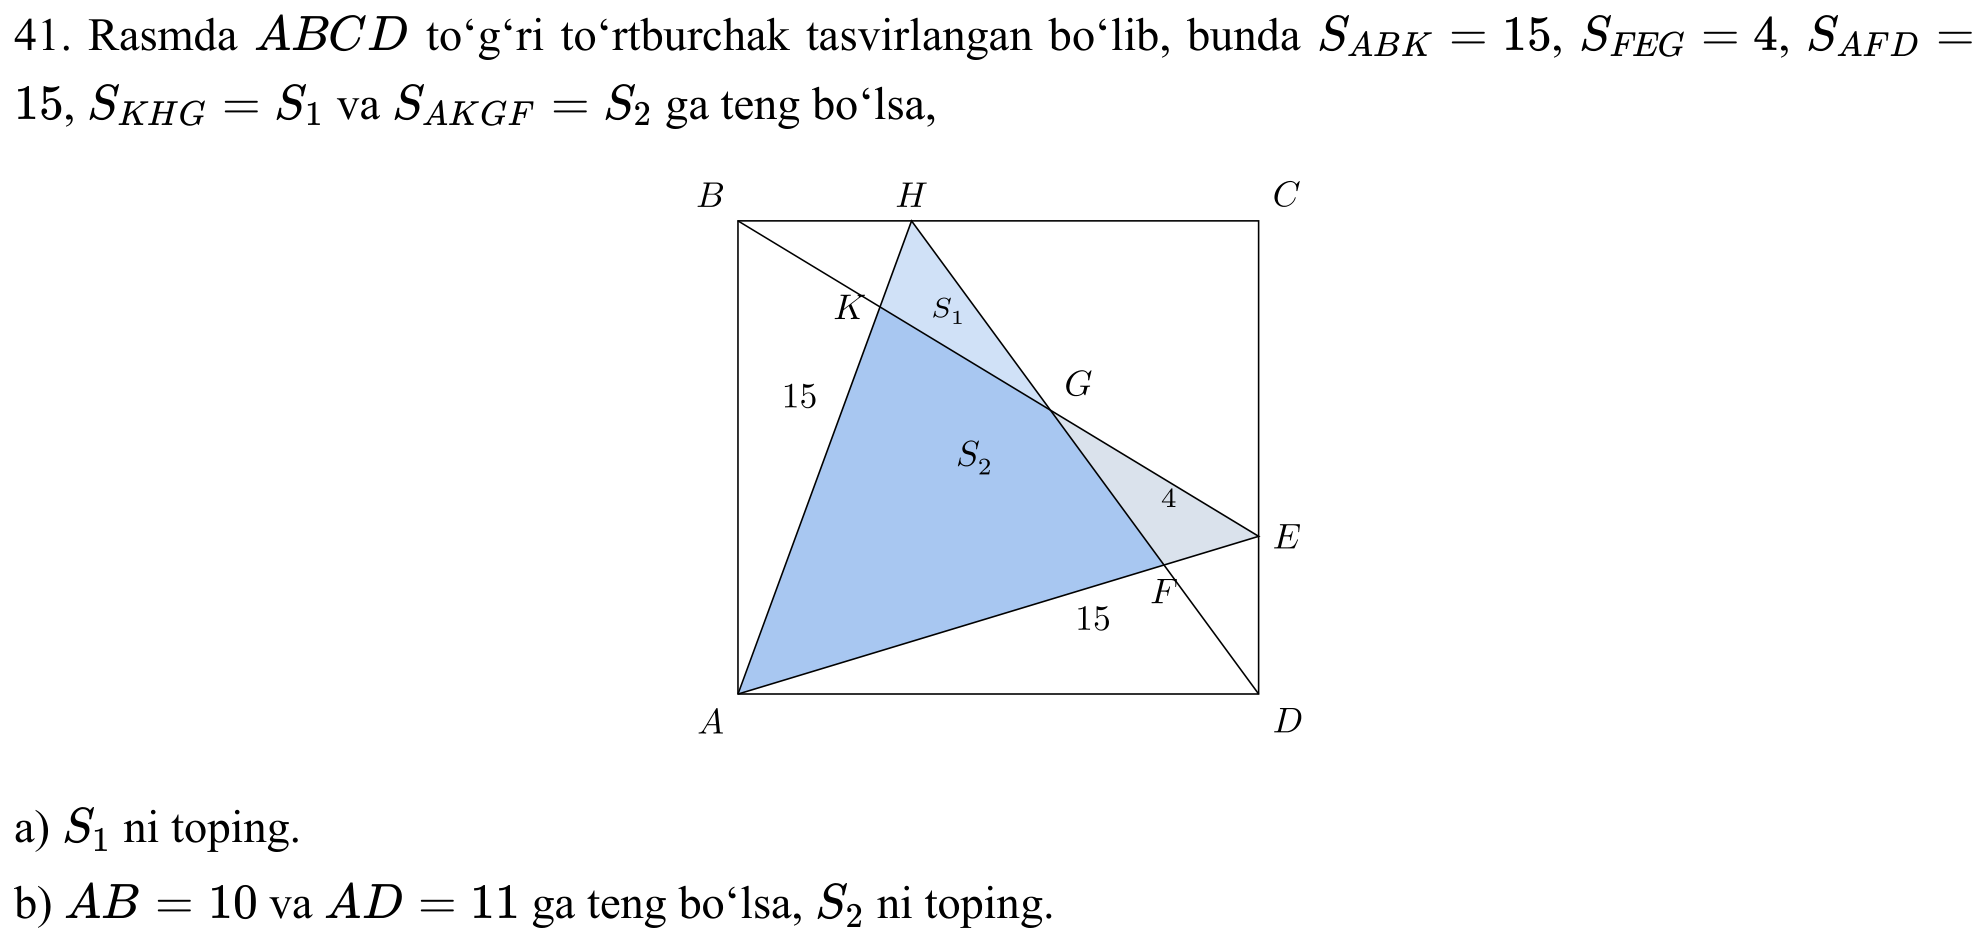 41. Rasmda ABCD to‘g‘ri to‘rtburchak tasvirlangan bo‘lib, bunda S_{ABK} = 15, S_{FEG} = 4, S_{AFD} =
15, S_{KHG} = S_1 va S_{AKGF} = S_2 ga teng bo‘lsa,
B H C
K S_1
G
15
S_2
4
E
F
15
A D
a) S_1 ni toping.
b) AB = 10 va AD = 11 ga teng bo‘lsa, S_2 ni toping.